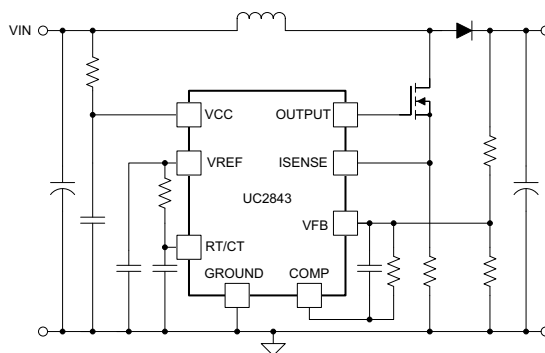 VIN
VCC
OUTPUT
VREF
ISENSE
UC2843
VFB
RT/CT
GROUND
COMP